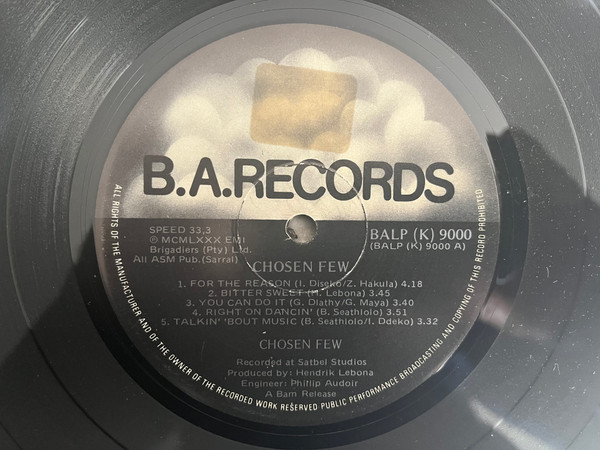 B.A.RECORDS
SPEED 33,3
℗ MCMLXXX EMI
Brigadiers (Pty) Ltd.
All ASM Pub.(Sarral)
BALP (K) 9000
(BALP (K) 9000 A)
CHOSEN FEW
1. FOR THE REASON (I. Diseko/Z. Hakula) 4.18
2. BITTER SWEET (M. Lebona) 3.45
3. YOU CAN DO IT (G. Dlathy/G. Maya) 3.40
4. RIGHT ON DANCIN' (B. Seathlolo) 3.51
5. TALKIN' 'BOUT MUSIC (B. Seathlolo/I. Ddeko) 3.32
CHOSEN FEW
Recorded at Satbel Studios
Produced by: Hendrik Lebona
Engineer: Phillip Audoir
A Bam Release
ALL RIGHTS OF THE MANUFACTURER AND OF THE OWNER OF THE RECORDED WORK RESERVED PUBLIC PERFORMANCE BROADCASTING AND COPYING OF THIS RECORD PROHIBITED